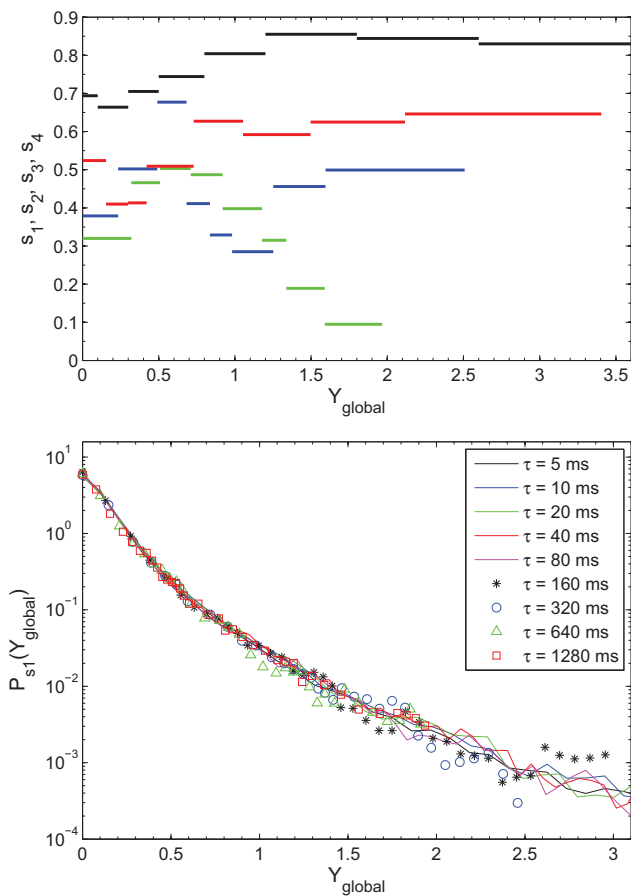 0.9
0.8
0.7
0.6
0.5
0.4
0.3
0.2
0.1
0
s1, s2, s3, s4
0 0.5 1 1.5 2 2.5 3 3.5
Yglobal
10^1
10^0
10^−1
10^−2
10^−3
10^−4
Ps1(Yglobal)
τ = 5 ms
τ = 10 ms
τ = 20 ms
τ = 40 ms
τ = 80 ms
τ = 160 ms
τ = 320 ms
τ = 640 ms
τ = 1280 ms
0 0.5 1 1.5 2 2.5 3
Yglobal